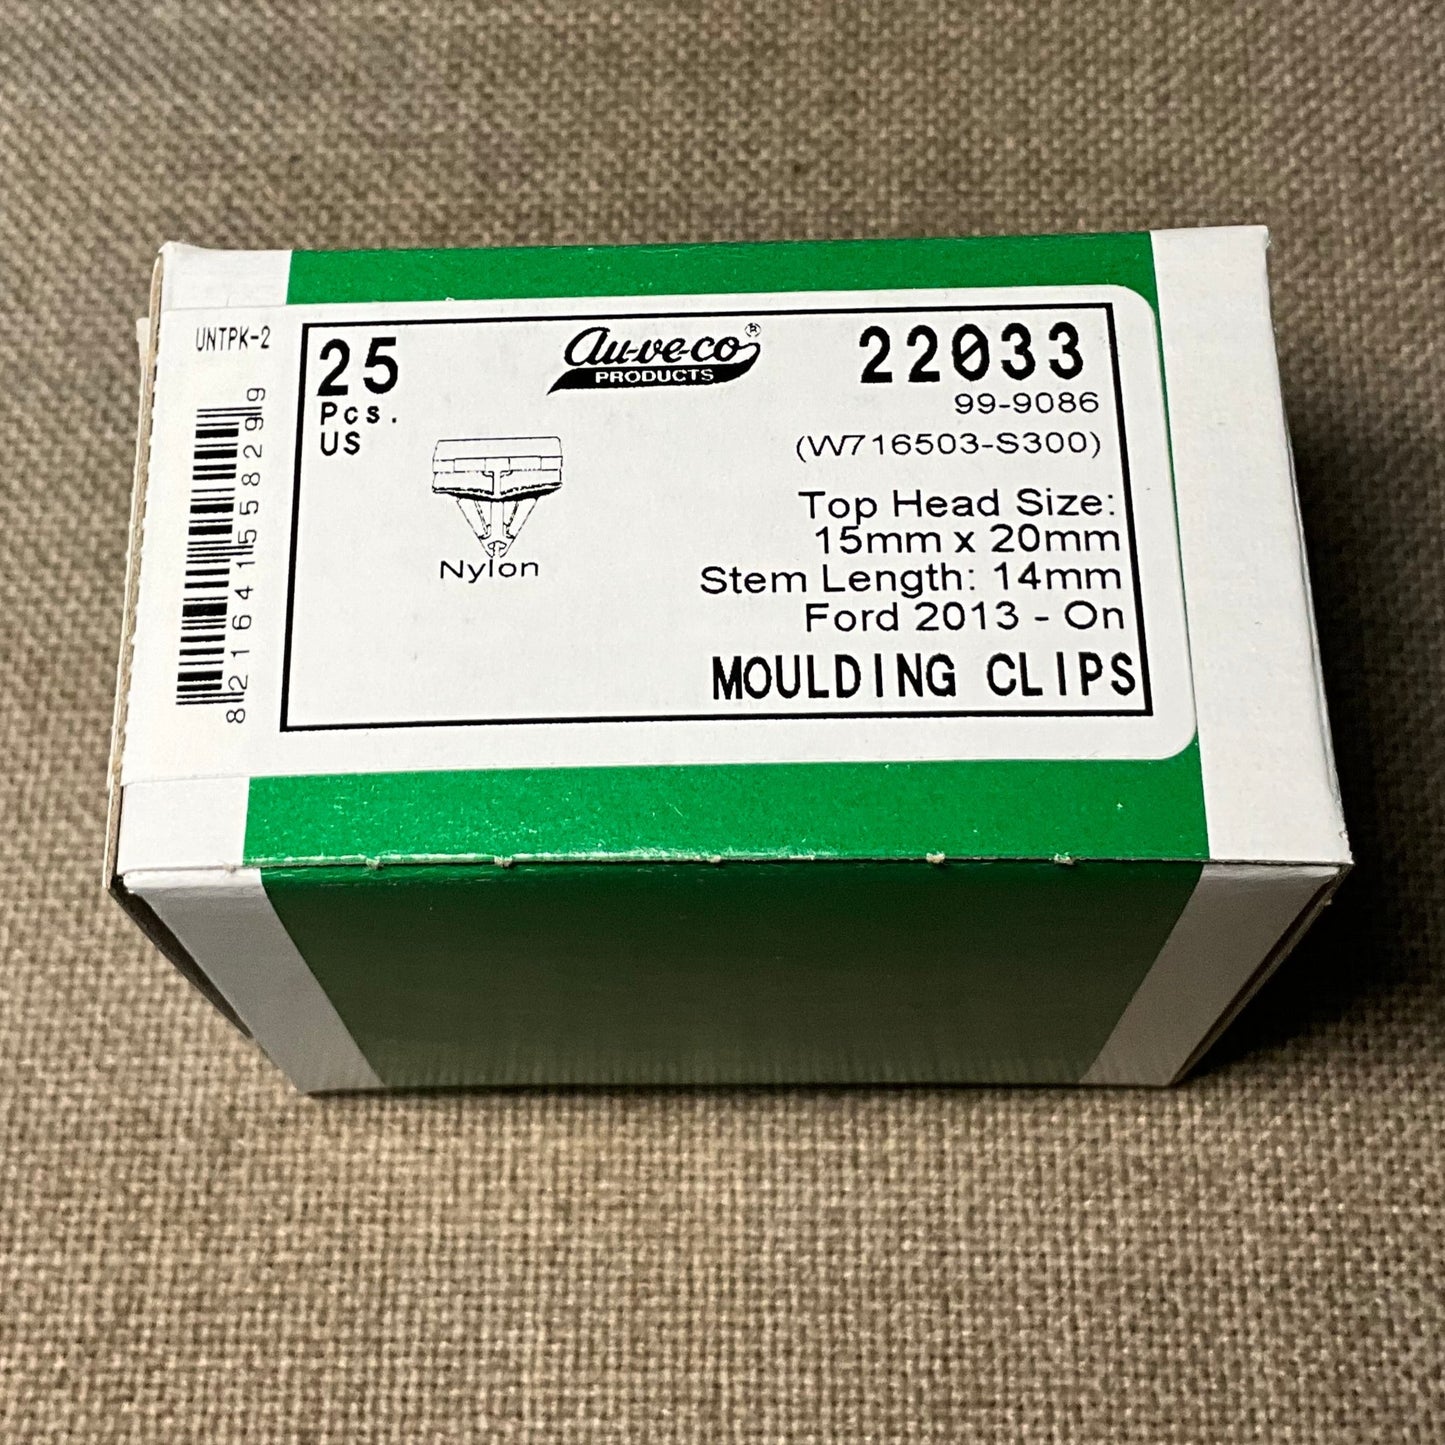 UNTPK-2
8 21641 55829 9
25
Pcs.
US
Au-ve-co®
PRODUCTS
Nylon
22033
99-9086
(W716503-S300)
Top Head Size:
15mm x 20mm
Stem Length: 14mm
Ford 2013 - On
MOULDING CLIPS